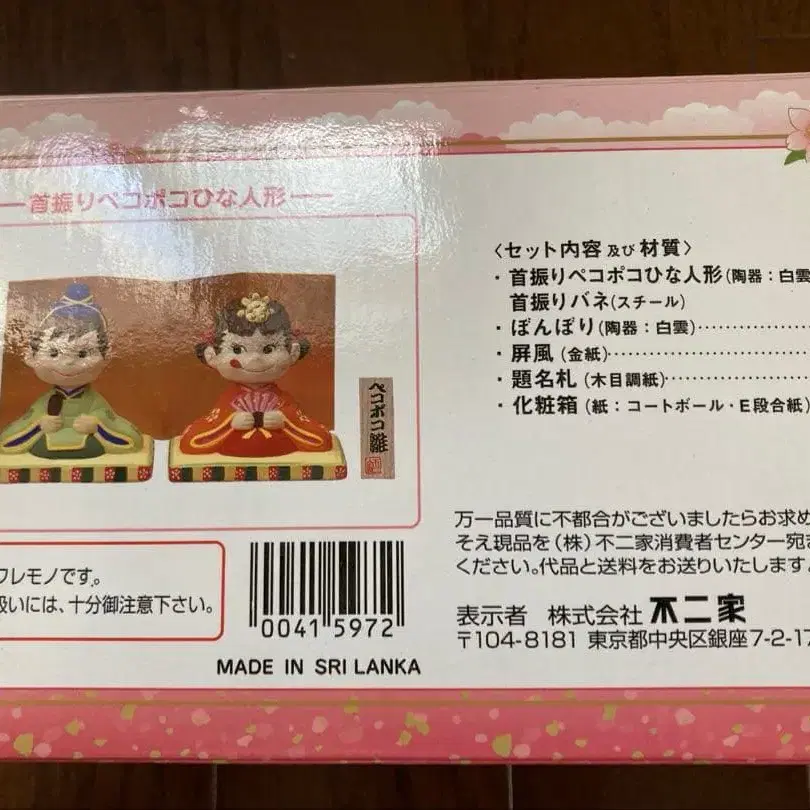 首振りペコポコひな人形
ペコポコ雛
〈セット内容 及び 材質〉
・首振りペコポコひな人形(陶器:白雲
首振りバネ(スチール)
・ぼんぼり(陶器:白雲)
・屏風(金紙)
・題名札(木目調紙)
・化粧箱(紙:コートボール・E段合紙)
ワレモノです。
扱いには、十分御注意下さい。
0041 5972
MADE IN SRI LANKA
万一品質に不都合がございましたらお求め
そえ現品を(株)不二家消費者センター宛ま
ください。代品と送料をお送りいたします。
表示者 株式会社 不二家
〒104-8181 東京都中央区銀座7-2-17